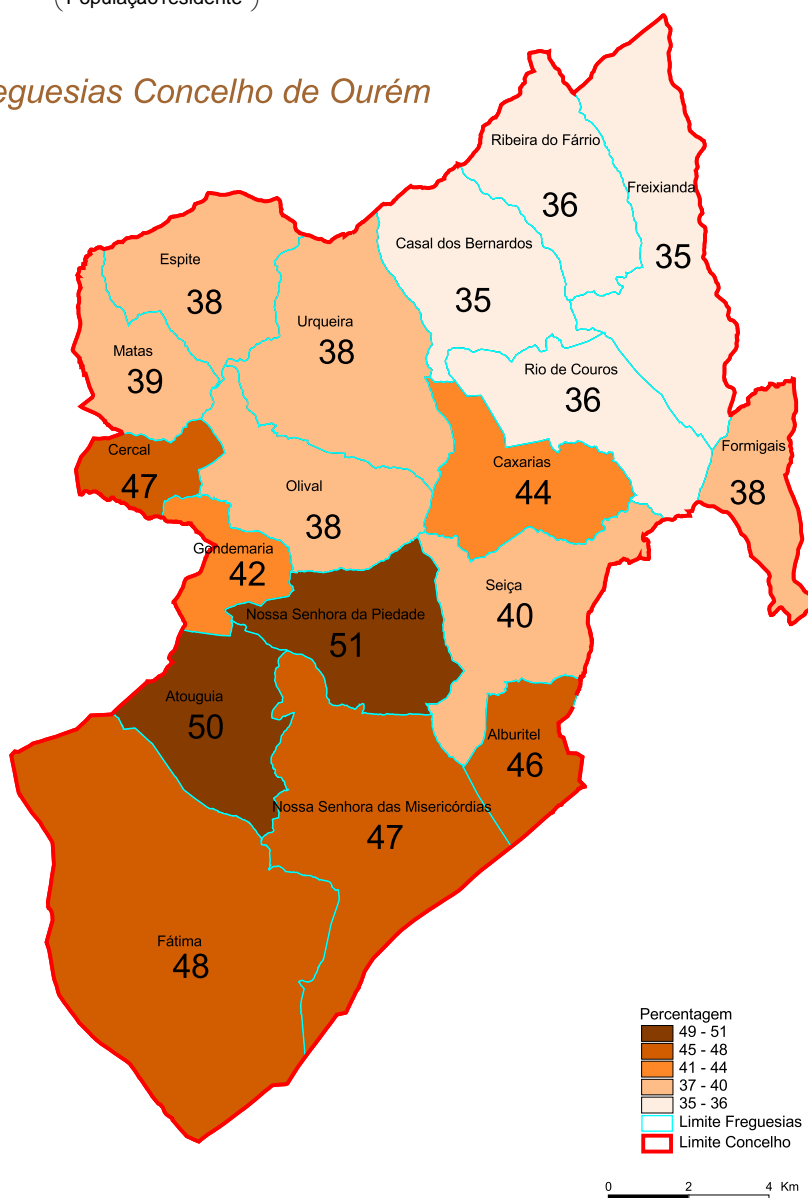 (População residente)
eguesias Concelho de Ourém
Ribeira do Fárrio
36
Freixianda
35
Casal dos Bernardos
35
Espite
38
Urqueira
38
Matas
39
Rio de Couros
36
Cercal
47
Caxarias
44
Formigais
38
Olival
38
Gondemaria
42
Seiça
40
Nossa Senhora da Piedade
51
Atouguia
50
Alburitel
46
Nossa Senhora das Misericórdias
47
Fátima
48
Percentagem
49 - 51
45 - 48
41 - 44
37 - 40
35 - 36
Limite Freguesias
Limite Concelho
0 2 4 Km